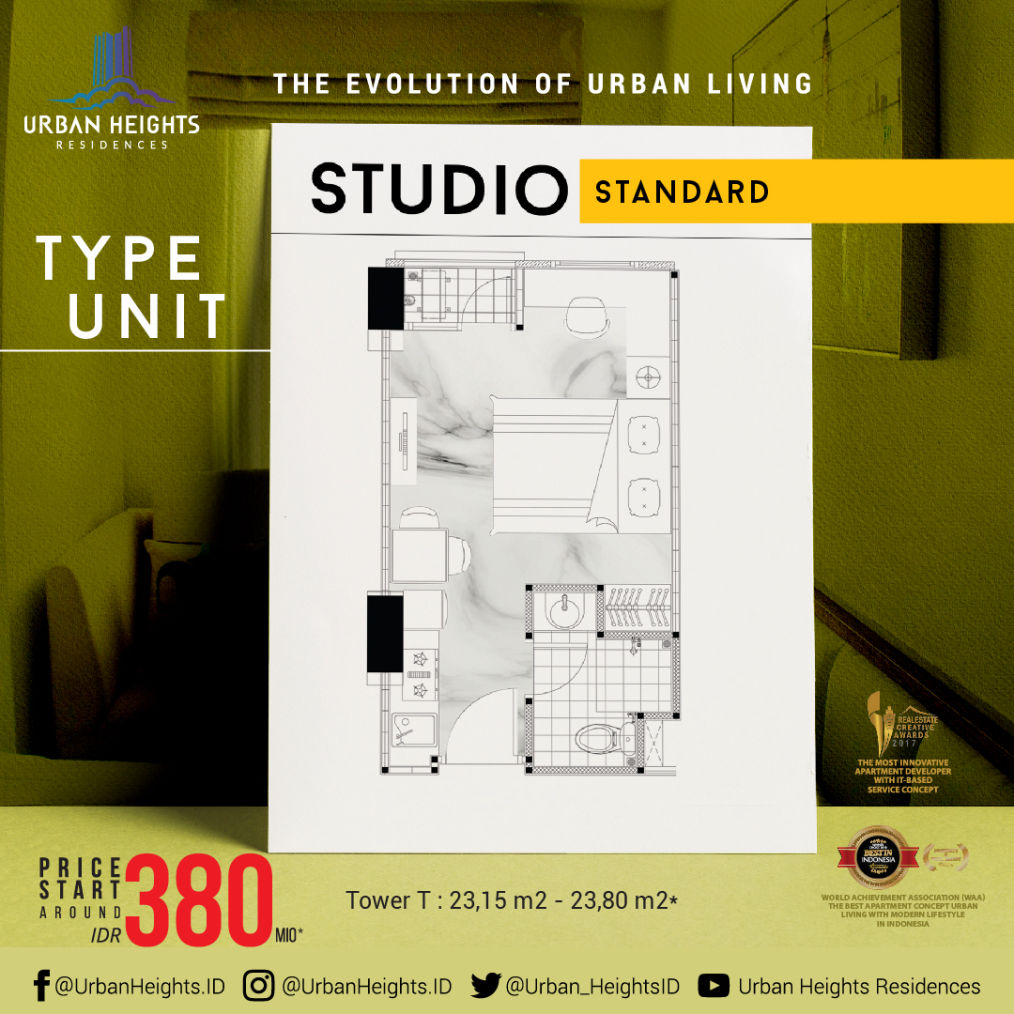 URBAN HEIGHTS
RESIDENCES
THE EVOLUTION OF URBAN LIVING
STUDIO STANDARD
TYPE
UNIT
REALESTATE
CREATIVE
AWARDS
2017
THE MOST INNOVATIVE
APARTMENT DEVELOPER
WITH IT-BASED
SERVICE CONCEPT
BEST IN
INDONESIA
WORLD ACHIEVEMENT ASSOCIATION (WAA)
THE BEST APARTMENT CONCEPT URBAN
LIVING WITH MODERN LIFESTYLE
IN INDONESIA
PRICE
START
AROUND
IDR 380 MIO*
Tower T : 23,15 m2 - 23,80 m2*
@UrbanHeights.ID @UrbanHeights.ID @Urban_HeightsID Urban Heights Residences